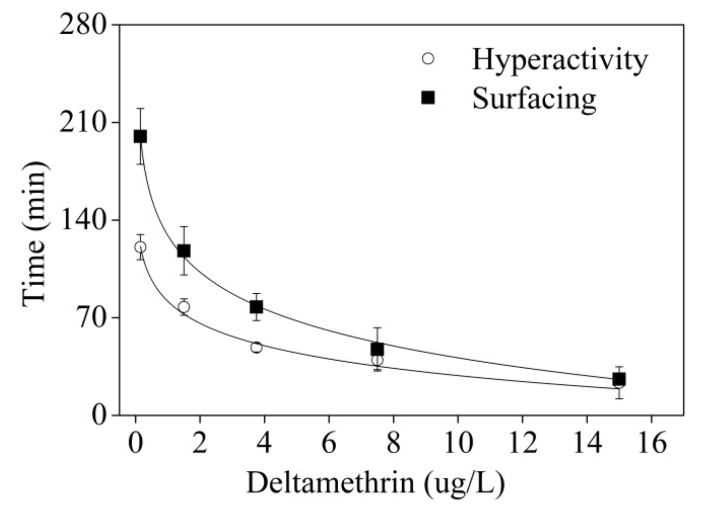 280
210
140
70
0
Time (min)
Hyperactivity
Surfacing
0 2 4 6 8 10 12 14 16
Deltamethrin (ug/L)